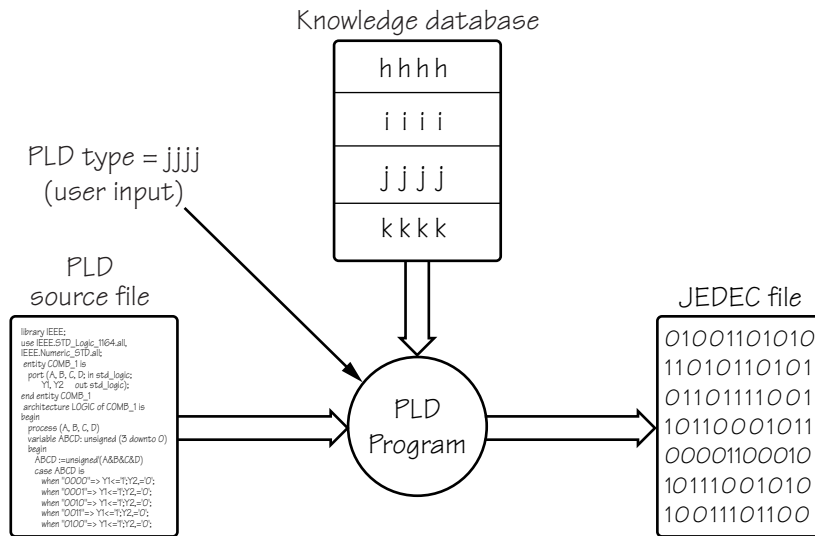 Knowledge database
h h h h
i i i i
j j j j
k k k k
PLD type = jjjj
(user input)
PLD
source file
library IEEE;
use IEEE.STD_Logic_1164.all,
IEEE.Numeric_STD.all;
entity COMB_1 is
port (A, B, C, D; in std_logic;
Y1, Y2 out std_logic);
end entity COMB_1
architecture LOGIC of COMB_1 is
begin
process (A, B, C, D)
variable ABCD: unsigned (3 downto 0)
begin
ABCD :=unsigned'(A&B&C&D)
case ABCD is
when "0000"=> Y1<='1';Y2,='0';
when "0001"=> Y1<='1';Y2,='0';
when "0010"=> Y1<='1';Y2,='0';
when "0011"=> Y1<='1';Y2,='0';
when "0100"=> Y1<='1';Y2,='0';
PLD
Program
JEDEC file
01001101010
11010110101
01101111001
10110001011
00001100010
10111001010
10011101100